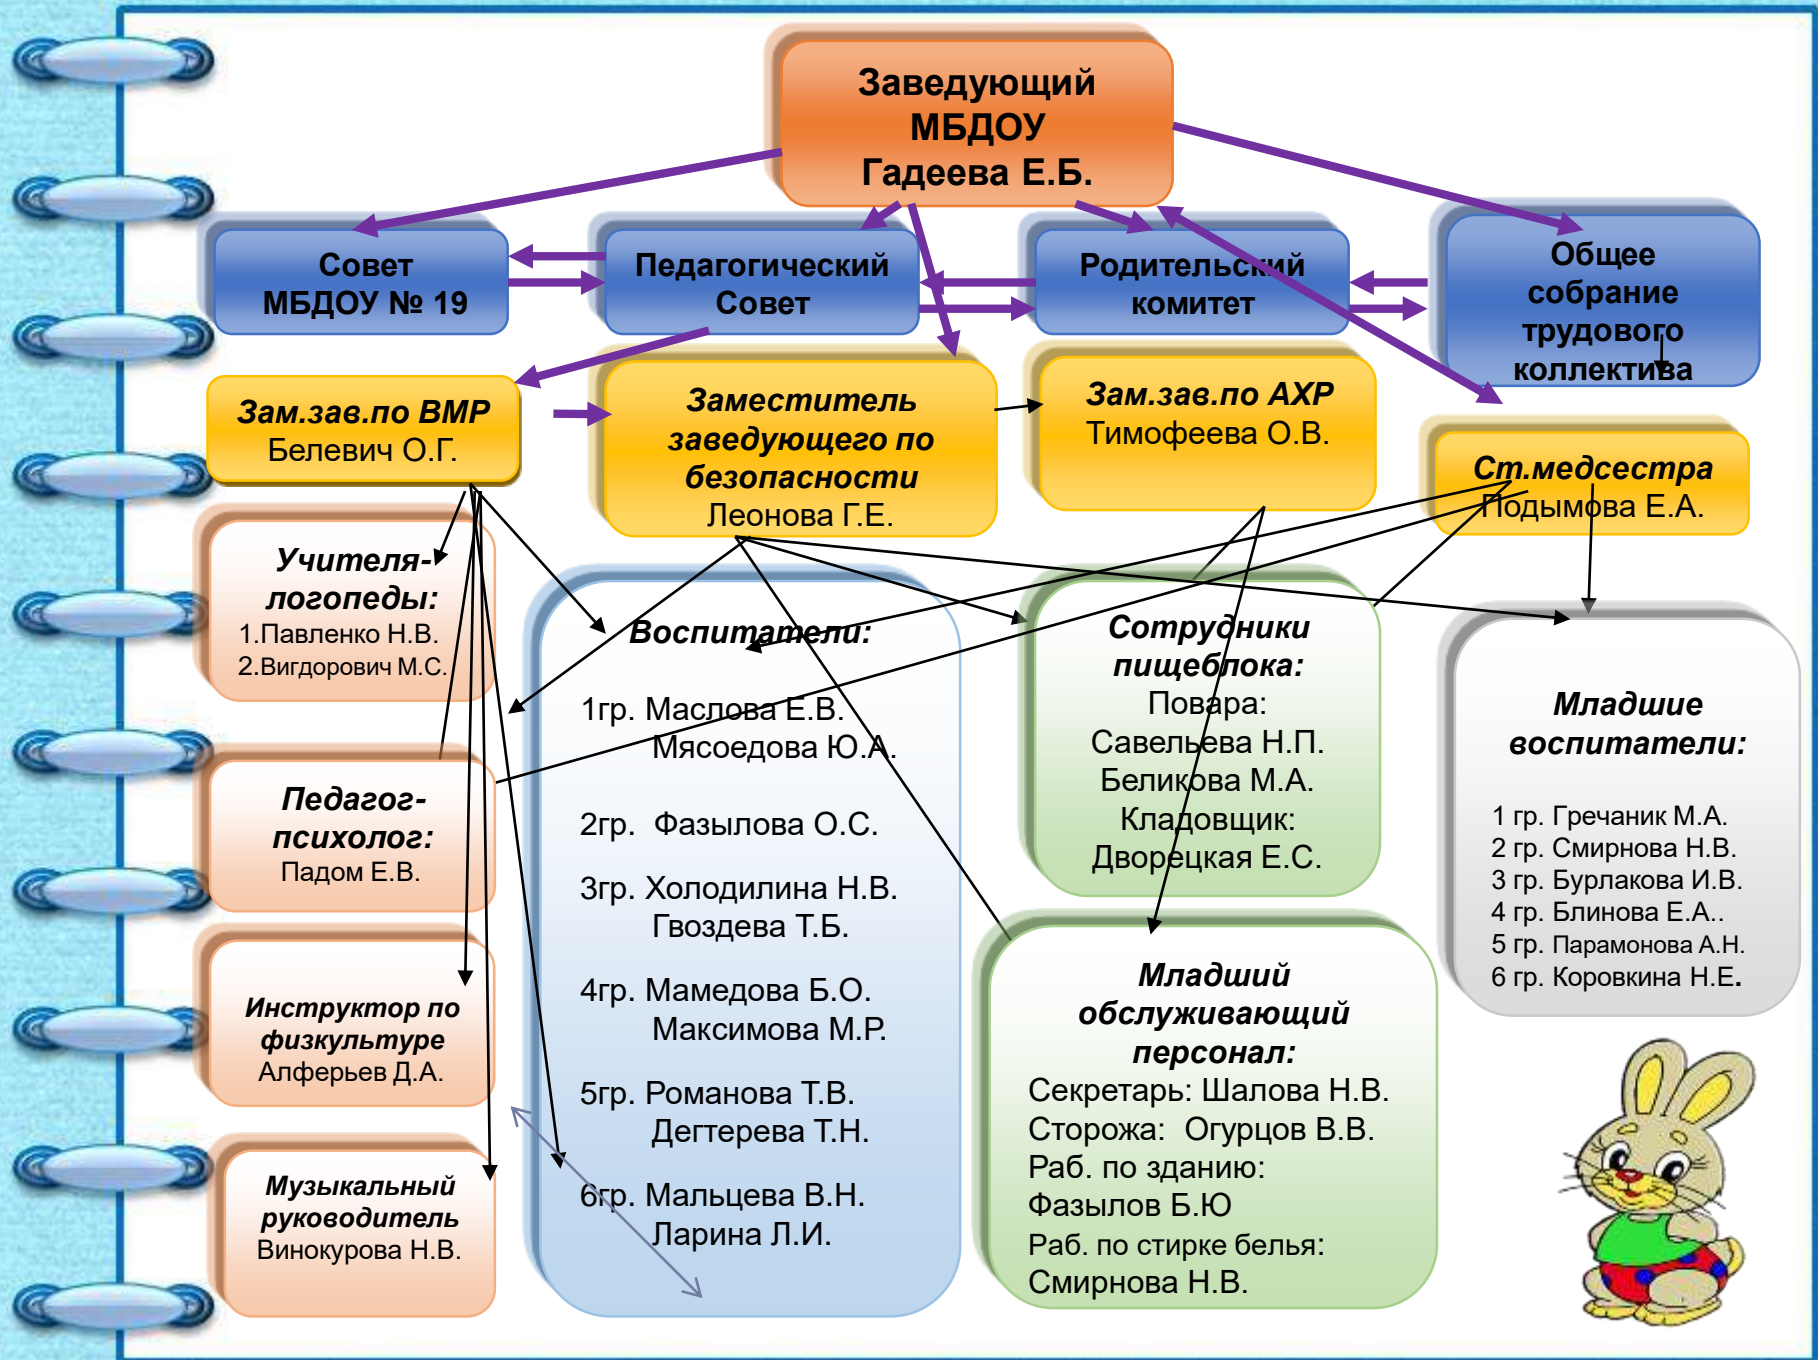 Заведующий
МБДОУ
Гадеева Е.Б.
Совет
МБДОУ № 19
Педагогический
Совет
Родительский
комитет
Общее
собрание
трудового
коллектива
Зам.зав.по ВМР
Белевич О.Г.
Заместитель
заведующего по
безопасности
Леонова Г.Е.
Зам.зав.по АХР
Тимофеева О.В.
Ст.медсестра
Подымова Е.А.
Учителя-
логопеды:
1.Павленко Н.В.
2.Вигдорович М.С.
Педагог-
психолог:
Падом Е.В.
Инструктор по
физкультуре
Алферьев Д.А.
Музыкальный
руководитель
Винокурова Н.В.
Воспитатели:
1гр. Маслова Е.В.
Мясоедова Ю.А.
2гр. Фазылова О.С.
3гр. Холодилина Н.В.
Гвоздева Т.Б.
4гр. Мамедова Б.О.
Максимова М.Р.
5гр. Романова Т.В.
Дегтерева Т.Н.
6гр. Мальцева В.Н.
Ларина Л.И.
Сотрудники
пищеблока:
Повара:
Савельева Н.П.
Беликова М.А.
Кладовщик:
Дворецкая Е.С.
Младший
обслуживающий
персонал:
Секретарь: Шалова Н.В.
Сторожа: Огурцов В.В.
Раб. по зданию:
Фазылов Б.Ю
Раб. по стирке белья:
Смирнова Н.В.
Младшие
воспитатели:
1 гр. Гречаник М.А.
2 гр. Смирнова Н.В.
3 гр. Бурлакова И.В.
4 гр. Блинова Е.А..
5 гр. Парамонова А.Н.
6 гр. Коровкина Н.Е.